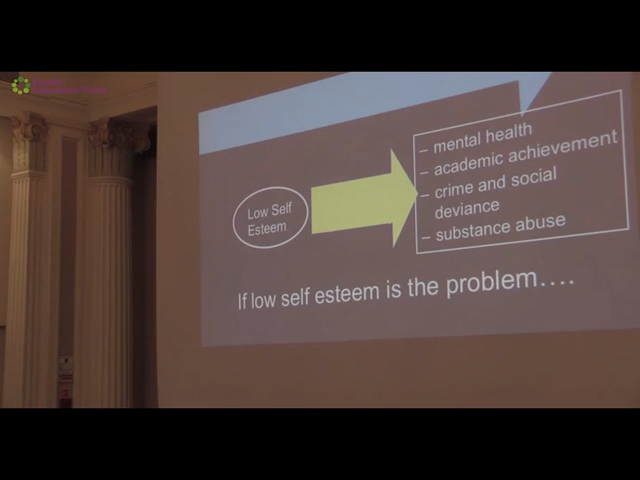 Low Self
Esteem
– mental health
– academic achievement
– crime and social
deviance
– substance abuse
If low self esteem is the problem….